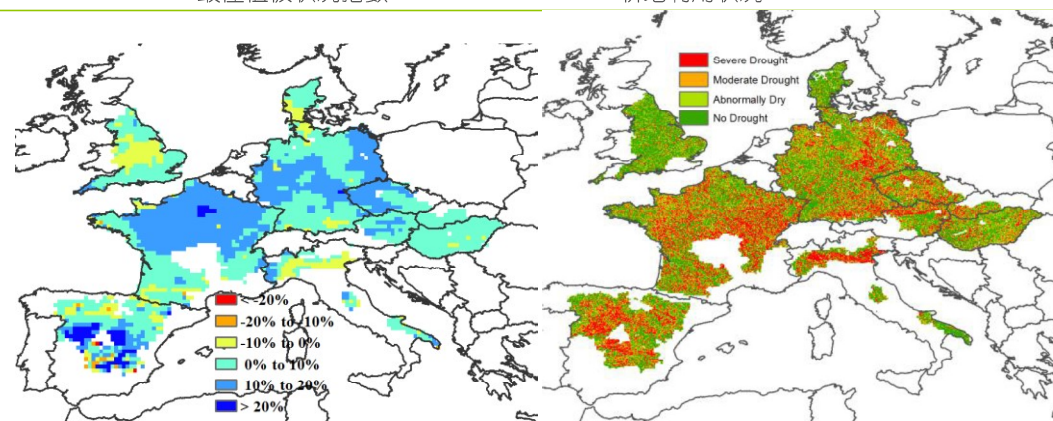 Severe Drought
Moderate Drought
Abnormally Dry
No Drought
< -20%
-20% to -10%
-10% to 0%
0% to 10%
10% to 20%
> 20%